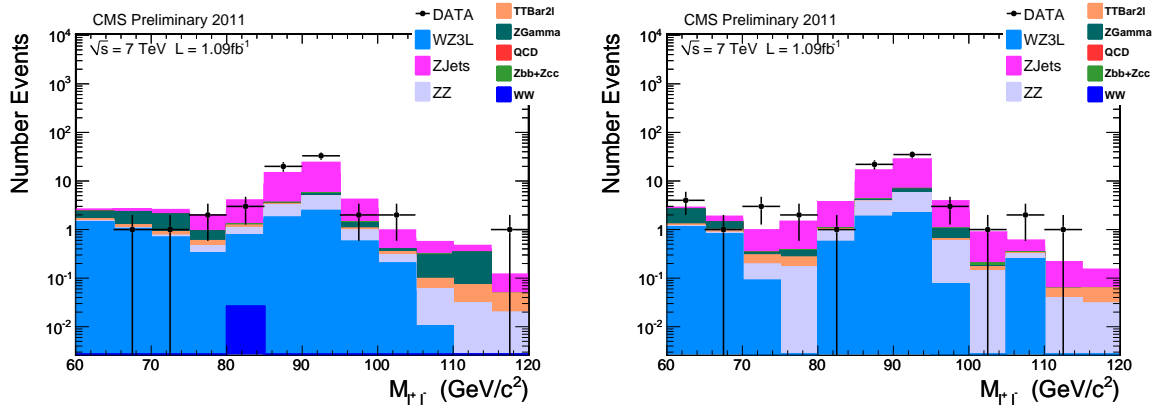 CMS Preliminary 2011
√s = 7 TeV L = 1.09fb⁻¹
DATA
WZ3L
ZJets
ZZ
TTBar2l
ZGamma
QCD
Zbb+Zcc
WW
Number Events
10⁴
10³
10²
10
1
10⁻¹
10⁻²
60 70 80 90 100 110 120
M_l⁺l⁻ (GeV/c²)
CMS Preliminary 2011
√s = 7 TeV L = 1.09fb⁻¹
DATA
WZ3L
ZJets
ZZ
TTBar2l
ZGamma
QCD
Zbb+Zcc
WW
Number Events
10⁴
10³
10²
10
1
10⁻¹
10⁻²
60 70 80 90 100 110 120
M_l⁺l⁻ (GeV/c²)